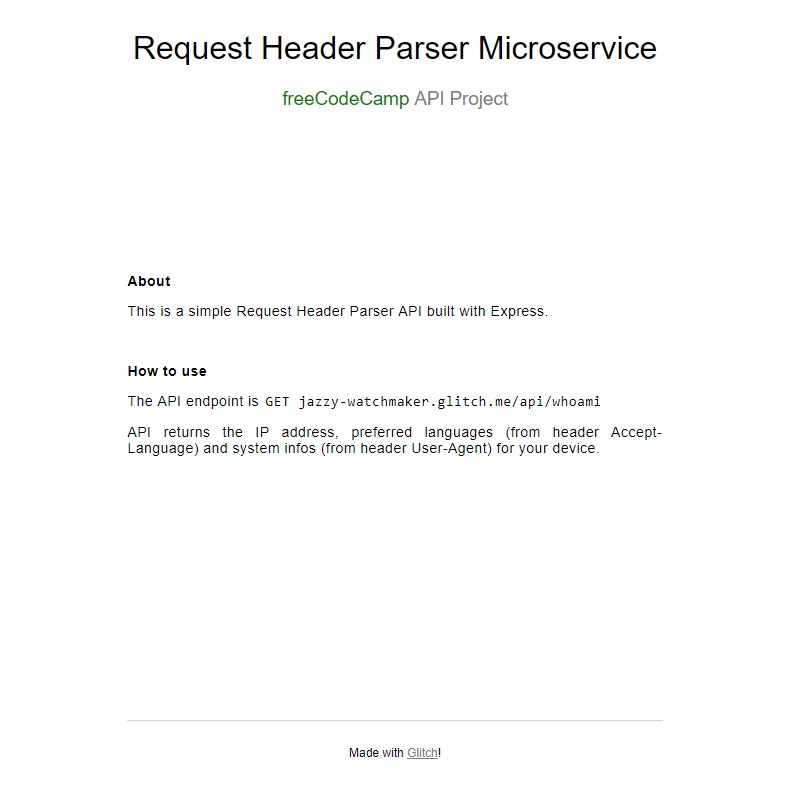 Request Header Parser Microservice
freeCodeCamp API Project
About
This is a simple Request Header Parser API built with Express.
How to use
The API endpoint is GET jazzy-watchmaker.glitch.me/api/whoami
API returns the IP address, preferred languages (from header Accept-
Language) and system infos (from header User-Agent) for your device.
Made with Glitch!